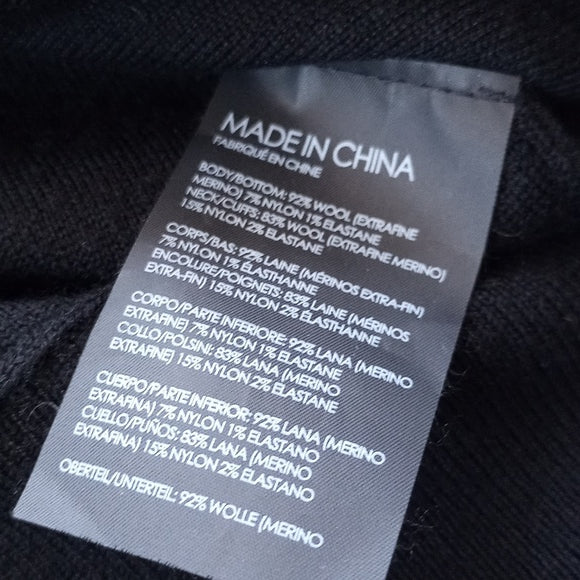 MADE IN CHINA
FABRIQUÉ EN CHINE
BODY/BOTTOM: 92% WOOL (EXTRAFINE
MERINO) 7% NYLON 1% ELASTANE
NECK/CUFFS: 83% WOOL (EXTRAFINE MERINO)
15% NYLON 2% ELASTANE
CORPS/BAS: 92% LAINE (MÉRINOS EXTRA-FIN)
7% NYLON 1% ÉLASTHANNE
ENCOLURE/POIGNETS: 83% LAINE (MÉRINOS
EXTRA-FIN) 15% NYLON 2% ÉLASTHANNE
CORPO/PARTE INFERIORE: 92% LANA (MERINO
EXTRAFINE) 7% NYLON 1% ELASTANE
COLLO/POLSINI: 83% LANA (MERINO
EXTRAFINE) 15% NYLON 2% ELASTANE
CUERPO/PARTE INFERIOR: 92% LANA (MERINO
EXTRAFINA) 7% NYLON 1% ELASTANO
CUELLO/PUÑOS: 83% LANA (MERINO
EXTRAFINA) 15% NYLON 2% ELASTANO
OBERTEIL/UNTERTEIL: 92% WOLLE (MERINO